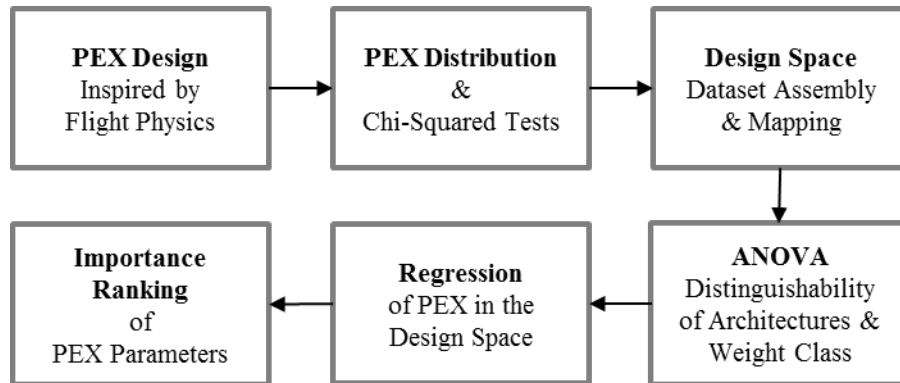 PEX Design
Inspired by
Flight Physics
PEX Distribution
&
Chi-Squared Tests
Design Space
Dataset Assembly
& Mapping
ANOVA
Distinguishability
of Architectures &
Weight Class
Regression
of PEX in the
Design Space
Importance
Ranking
of
PEX Parameters